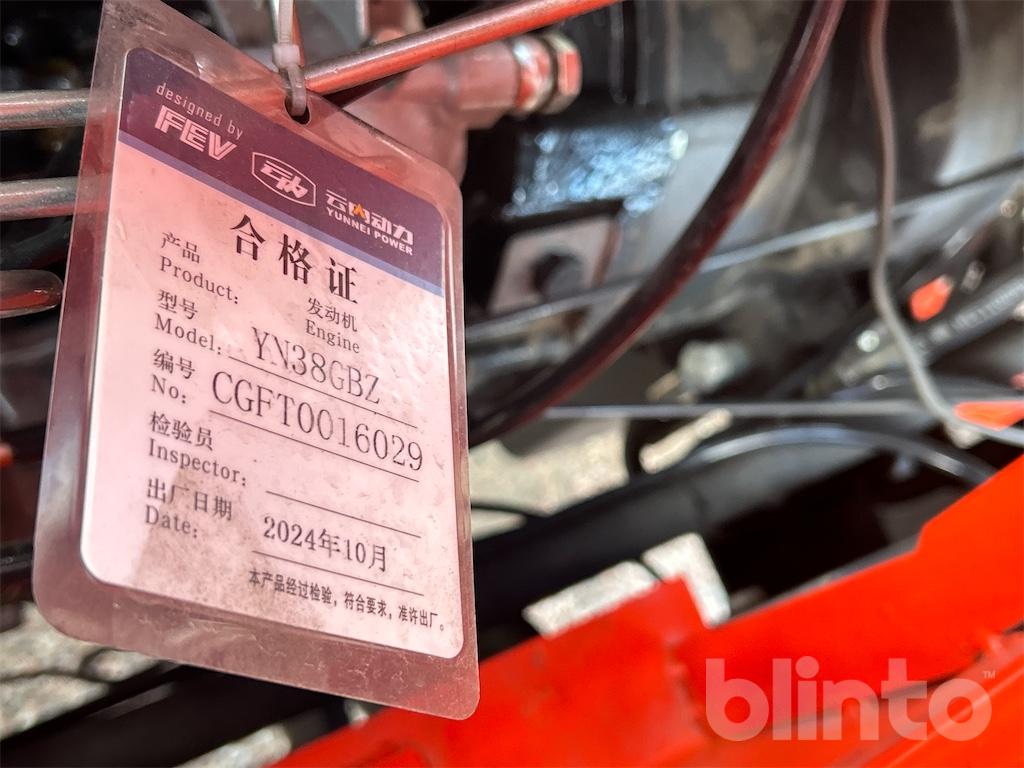 designed by
FEV
云内
云内动力
YUNNEI POWER
合格证
产品 发动机
Product: Engine
型号
Model: YN38GBZ
编号
No: CGFT0016029
检验员
Inspector:
出厂日期
Date: 2024年10月
本产品经过检验，符合要求，准许出厂。
blinto™